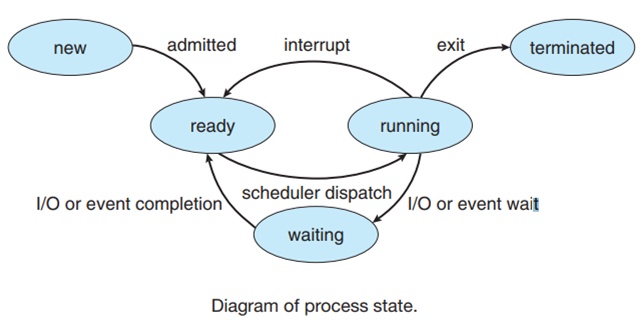 new
admitted
interrupt
exit
terminated
ready
running
scheduler dispatch
I/O or event completion
I/O or event wait
waiting
Diagram of process state.